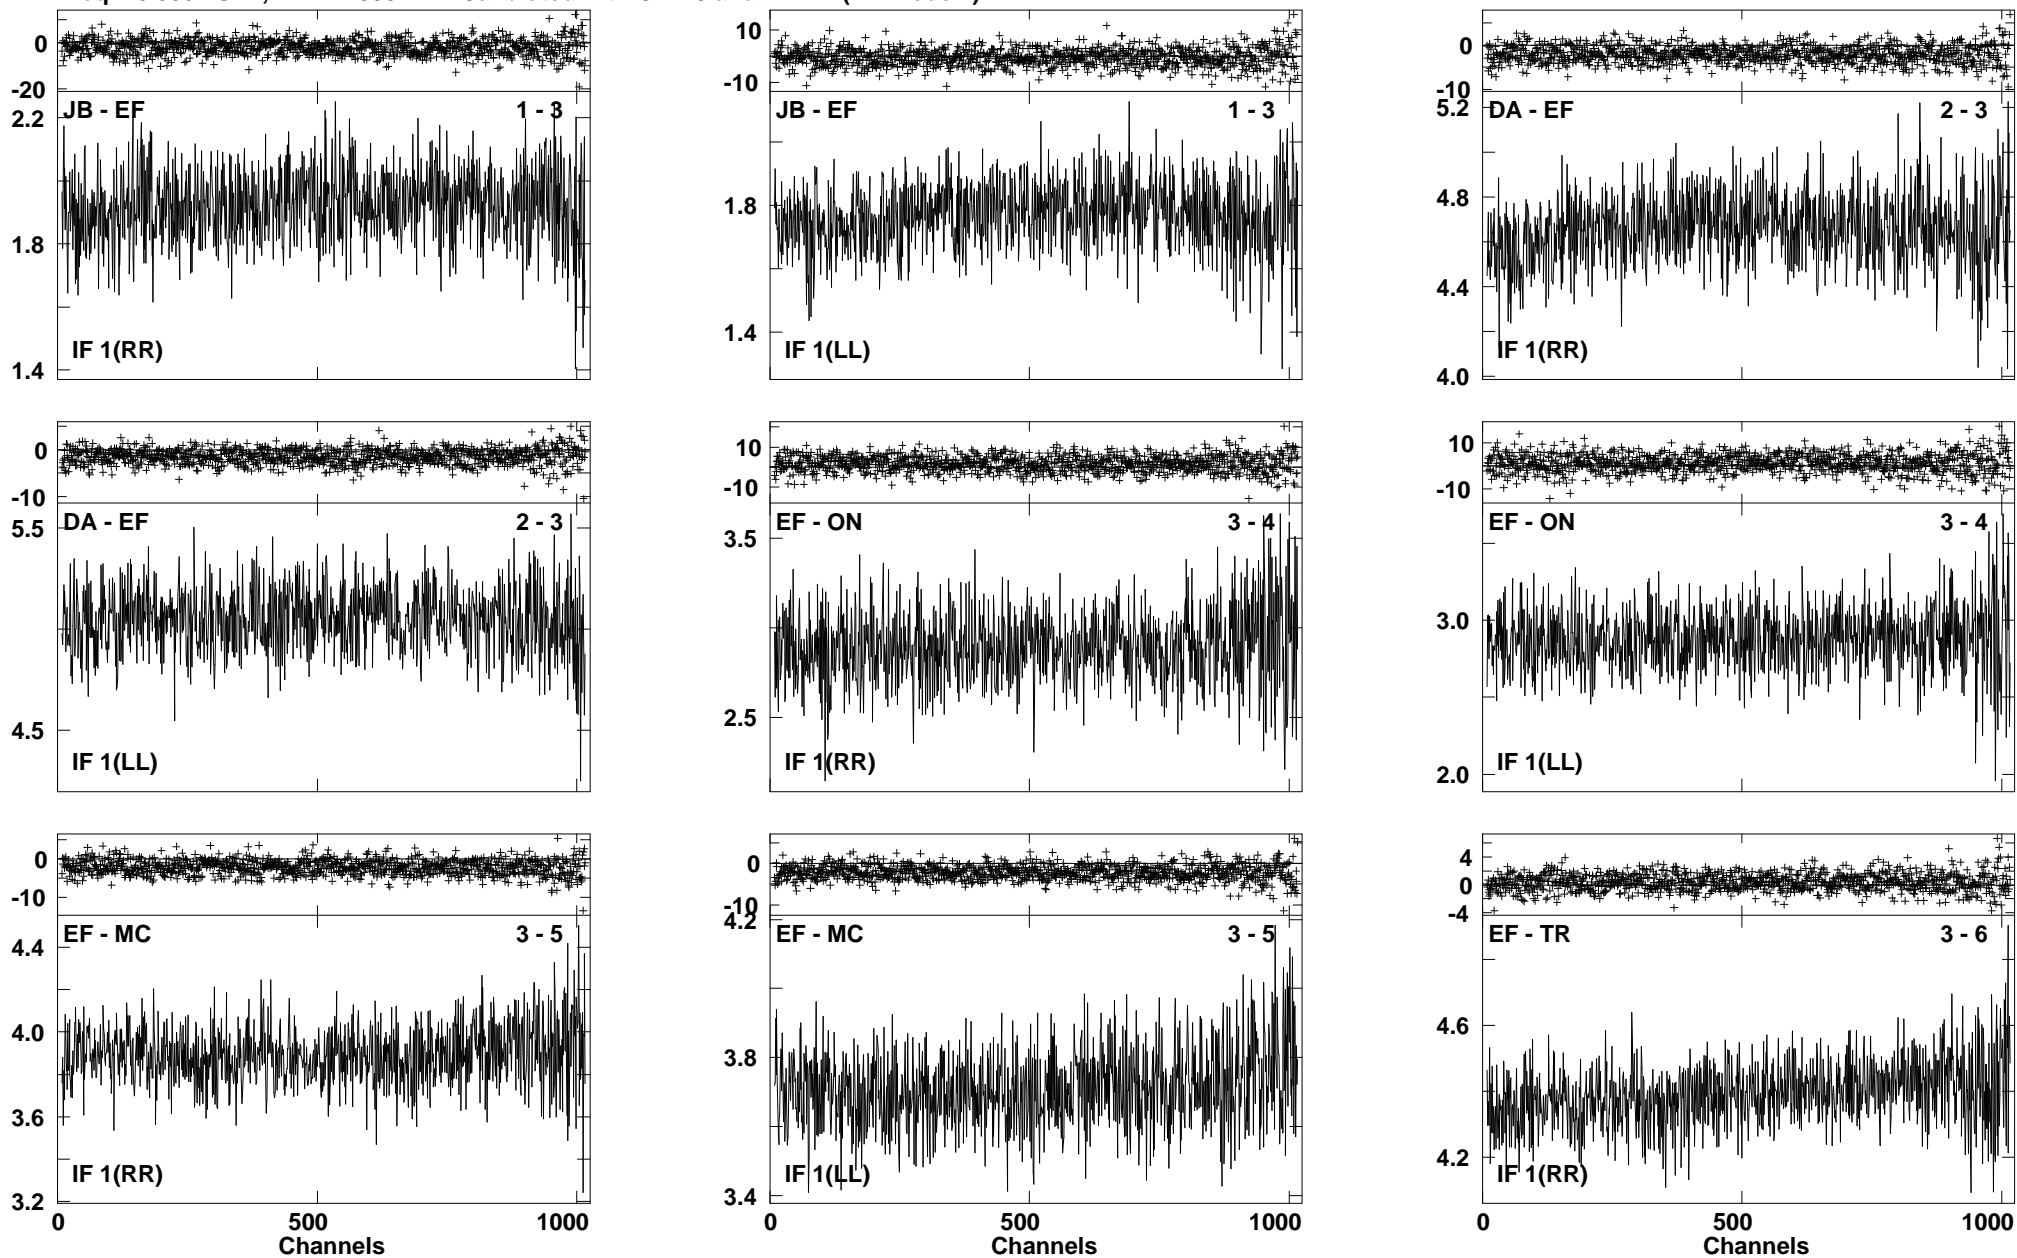 0
-20
JB - EF 1 - 3
2.2
1.8
1.4
IF 1(RR)
10
-10
JB - EF 1 - 3
1.8
1.4
IF 1(LL)
0
-10
5.2
DA - EF 2 - 3
4.8
4.4
4.0
IF 1(RR)
0
-10
DA - EF 2 - 3
5.5
4.5
IF 1(LL)
10
-10
EF - ON 3 - 4
3.5
2.5
IF 1(RR)
10
-10
EF - ON 3 - 4
3.0
2.0
IF 1(LL)
0
-10
EF - MC 3 - 5
4.4
4.0
3.6
3.2
IF 1(RR)
0 500 1000
Channels
0
-10
4.2
EF - MC 3 - 5
3.8
3.4
IF 1(LL)
0 500 1000
Channels
4
0
-4
EF - TR 3 - 6
4.6
4.2
IF 1(RR)
0 500 1000
Channels